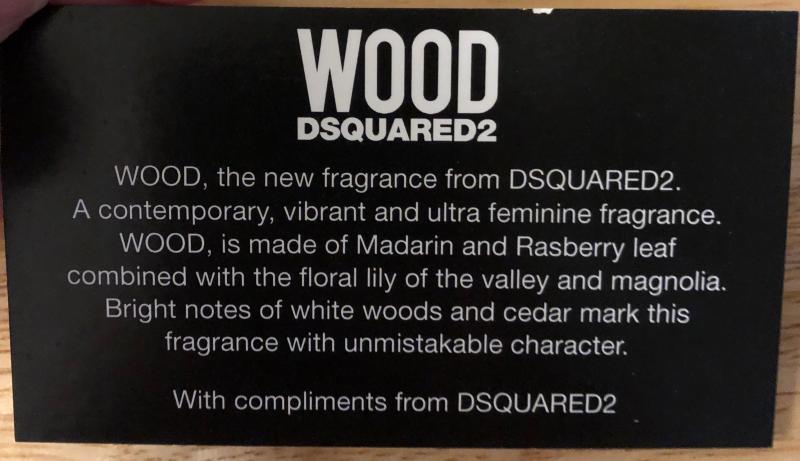 WOOD
DSQUARED2
WOOD, the new fragrance from DSQUARED2.
A contemporary, vibrant and ultra feminine fragrance.
WOOD, is made of Madarin and Rasberry leaf
combined with the floral lily of the valley and magnolia.
Bright notes of white woods and cedar mark this
fragrance with unmistakable character.
With compliments from DSQUARED2